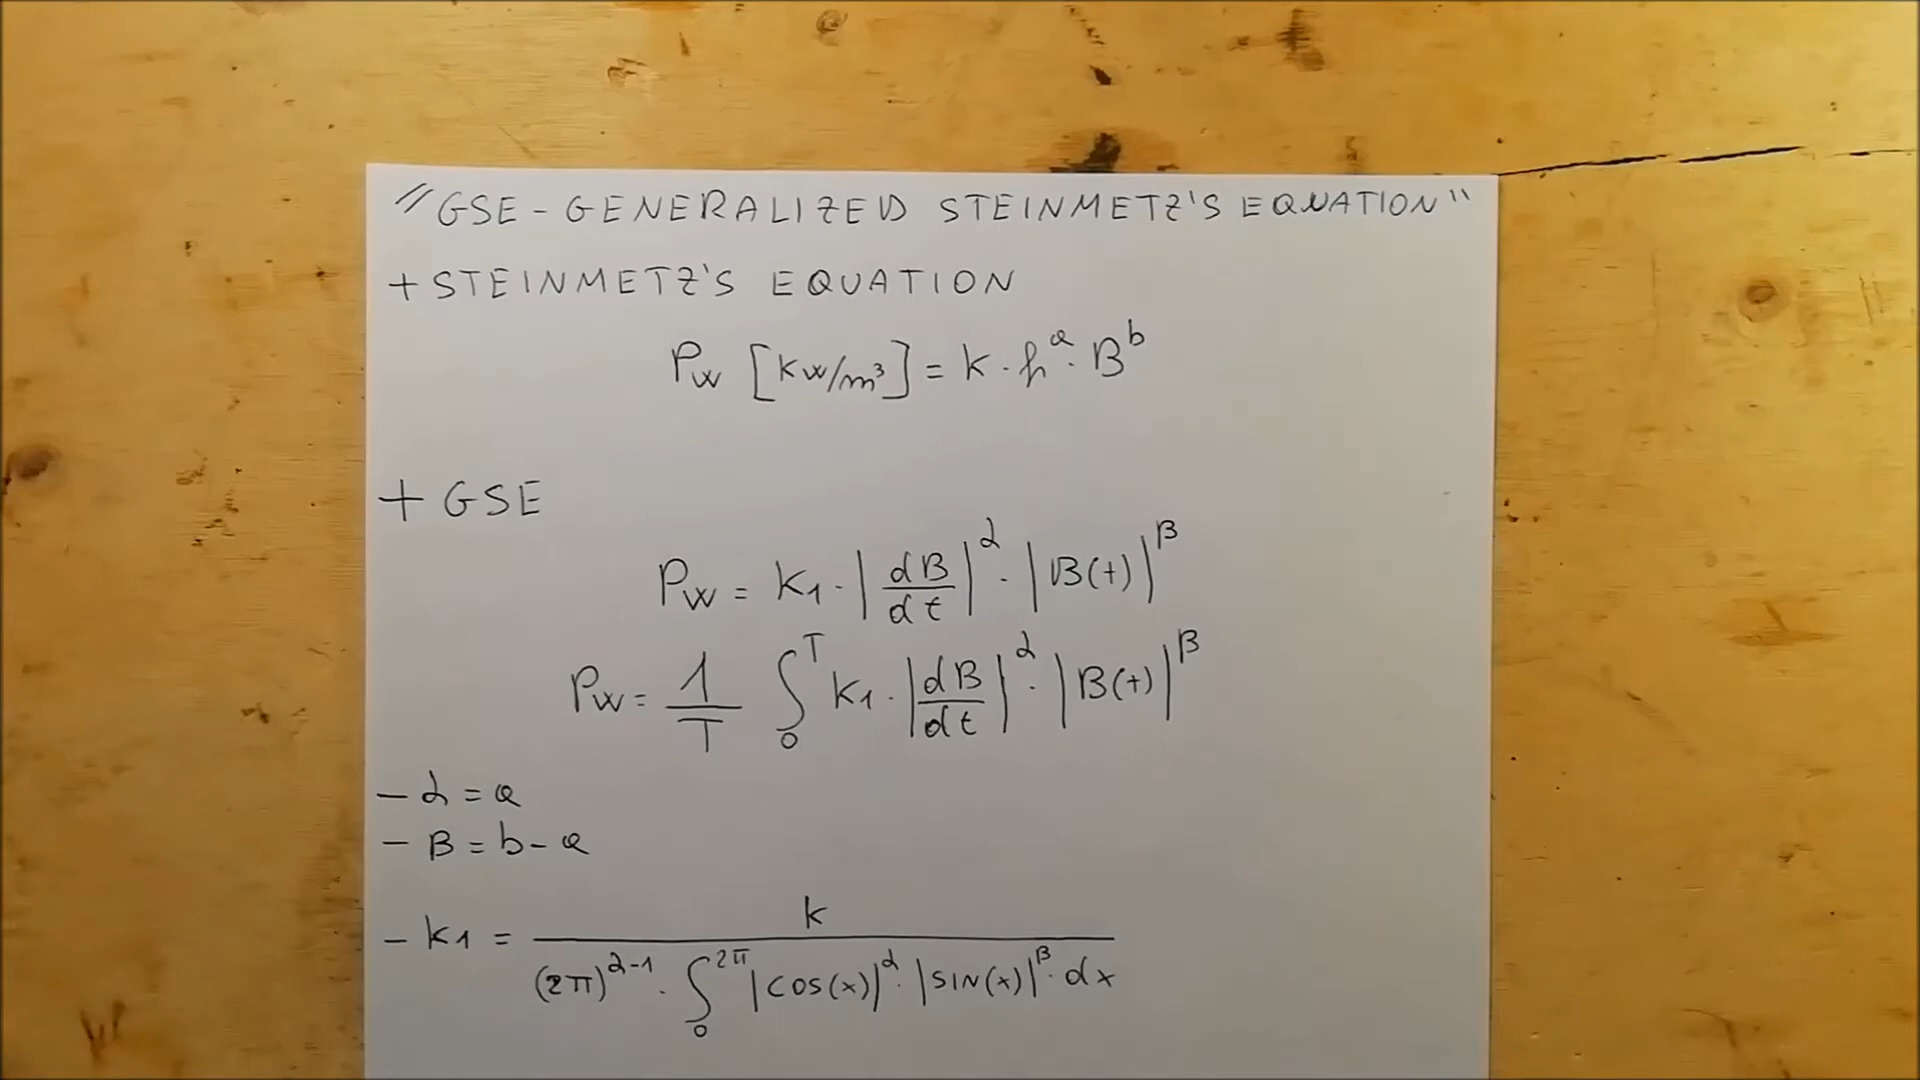 "GSE - GENERALIZED STEINMETZ'S EQUATION"
+ STEINMETZ'S EQUATION
Pw [kw/m³] = k · f^a · B^b
+ GSE
Pw = K1 · |dB/dt|^α · |B(t)|^β
Pw = 1/T ∫₀^T K1 · |dB/dt|^α · |B(t)|^β
- α = a
- β = b - a
- K1 = k / ((2π)^(α-1) · ∫₀^2π |COS(x)|^α · |SIN(x)|^β · dx)